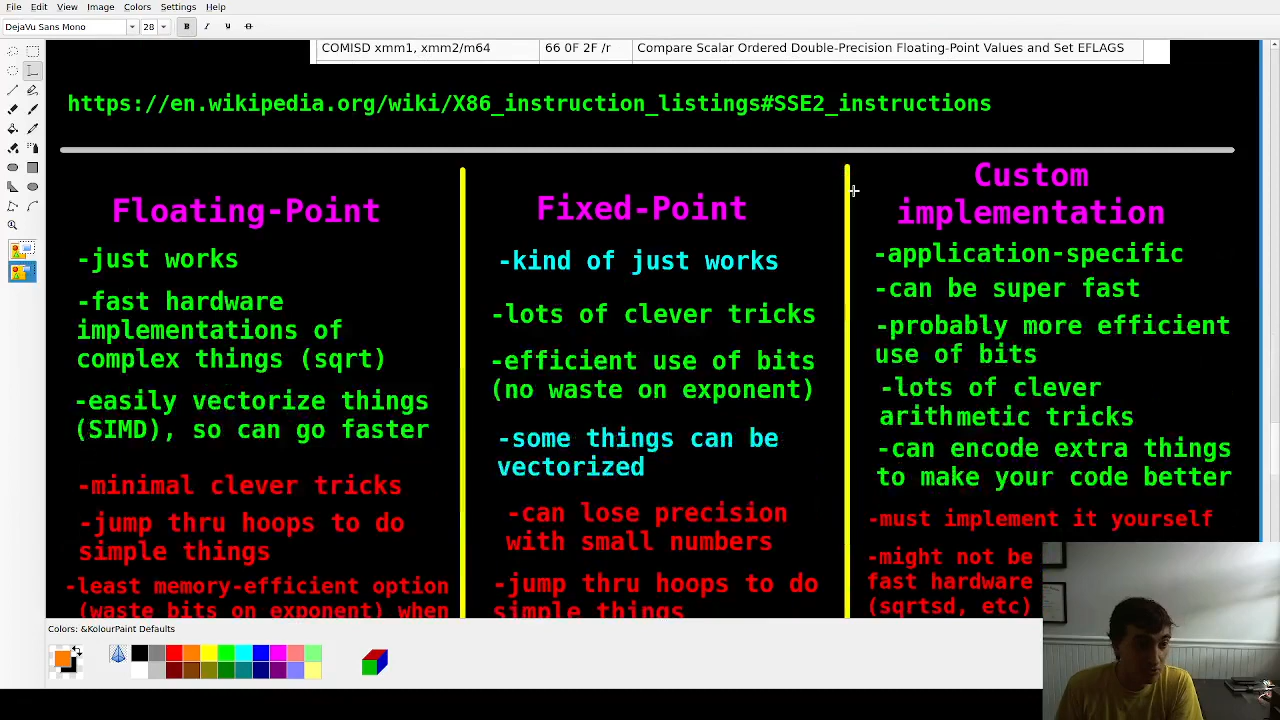 File Edit View Image Colors Settings Help
DejaVu Sans Mono 28 B
COMISD xmm1, xmm2/m64 66 0F 2F /r Compare Scalar Ordered Double-Precision Floating-Point Values and Set EFLAGS
https://en.wikipedia.org/wiki/X86_instruction_listings#SSE2_instructions
Floating-Point
-just works
-fast hardware
implementations of
complex things (sqrt)
-easily vectorize things
(SIMD), so can go faster
-minimal clever tricks
-jump thru hoops to do
simple things
-least memory-efficient option
(waste bits on exponent) when
Fixed-Point
-kind of just works
-lots of clever tricks
-efficient use of bits
(no waste on exponent)
-some things can be
vectorized
-can lose precision
with small numbers
-jump thru hoops to do
simple things
Custom
implementation
-application-specific
-can be super fast
-probably more efficient
use of bits
-lots of clever
arithmetic tricks
-can encode extra things
to make your code better
-must implement it yourself
-might not be
fast hardware
(sqrtsd, etc)
Colors: &KolourPaint Defaults